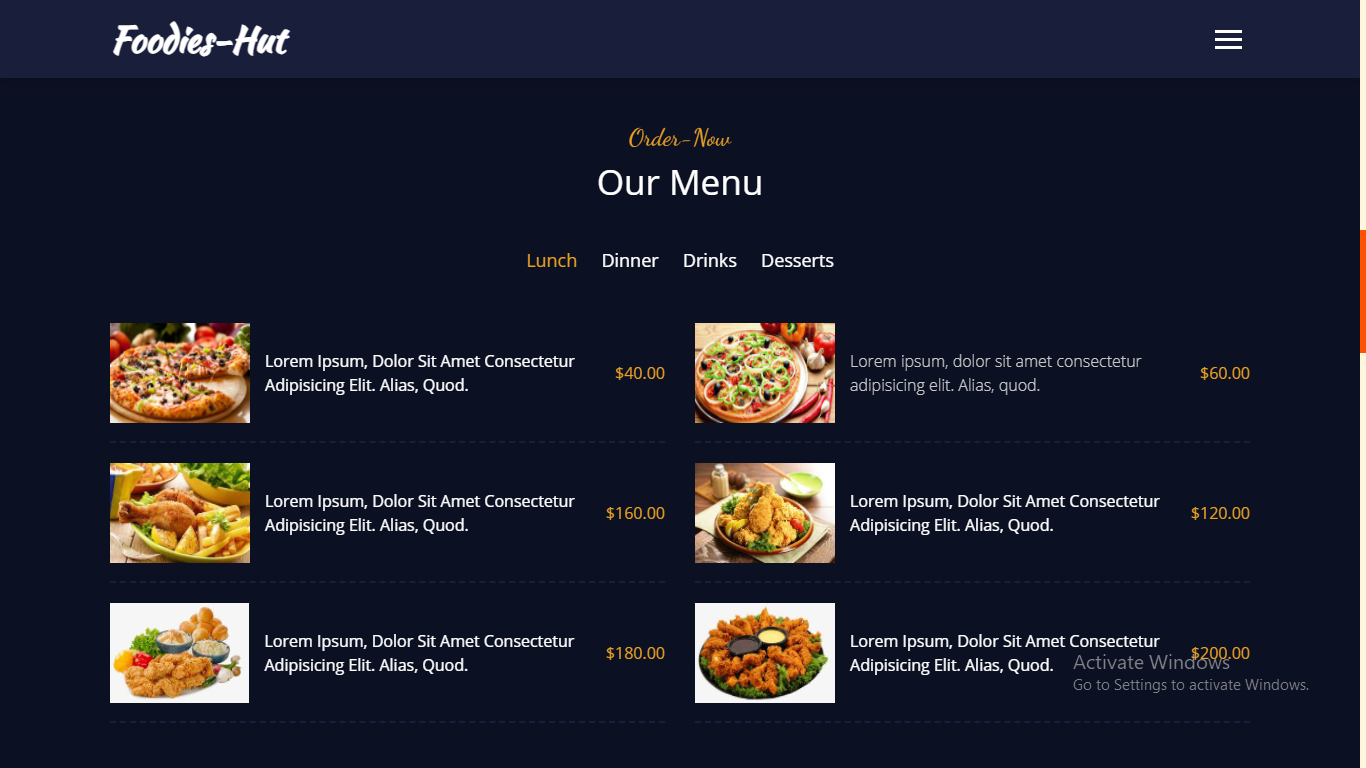 Foodies-Hut
Order-Now
Our Menu
Lunch Dinner Drinks Desserts
Lorem Ipsum, Dolor Sit Amet Consectetur
Adipisicing Elit. Alias, Quod.
$40.00
Lorem ipsum, dolor sit amet consectetur
adipisicing elit. Alias, quod.
$60.00
Lorem Ipsum, Dolor Sit Amet Consectetur
Adipisicing Elit. Alias, Quod.
$160.00
Lorem Ipsum, Dolor Sit Amet Consectetur
Adipisicing Elit. Alias, Quod.
$120.00
Lorem Ipsum, Dolor Sit Amet Consectetur
Adipisicing Elit. Alias, Quod.
$180.00
Lorem Ipsum, Dolor Sit Amet Consectetur
Adipisicing Elit. Alias, Quod.
$200.00
Activate Windows
Go to Settings to activate Windows.